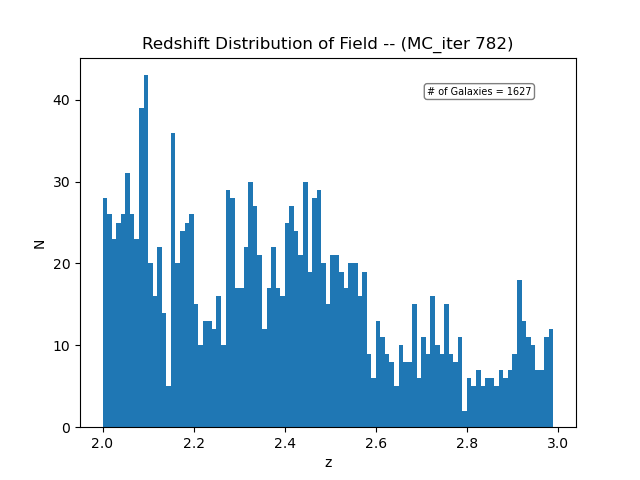 Redshift Distribution of Field -- (MC_iter 782)
# of Galaxies = 1627
40
30
20
10
0
N
2.0 2.2 2.4 2.6 2.8 3.0
z